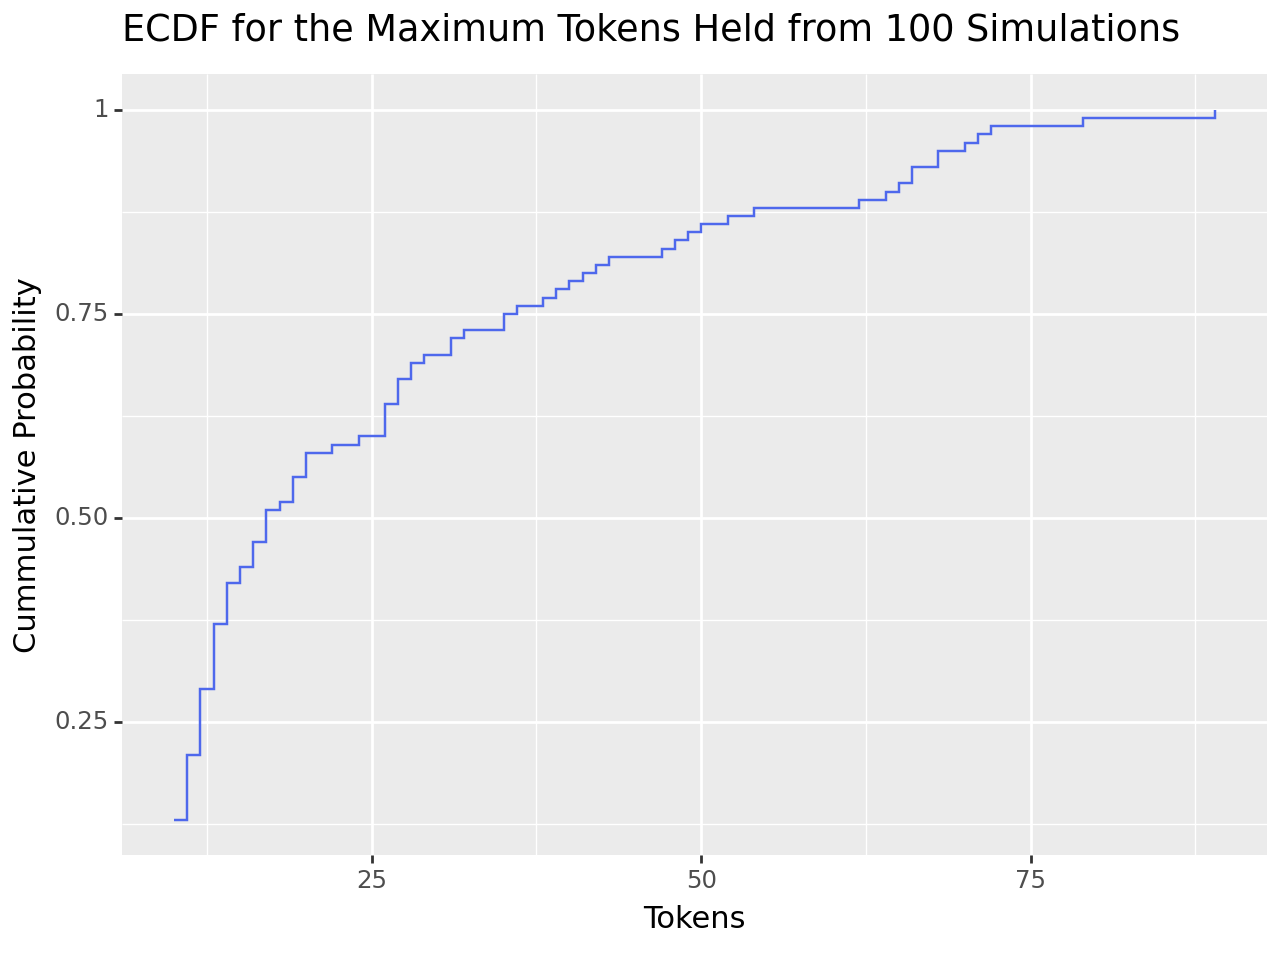 ECDF for the Maximum Tokens Held from 100 Simulations
Cummulative Probability
1
0.75
0.50
0.25
25 50 75
Tokens